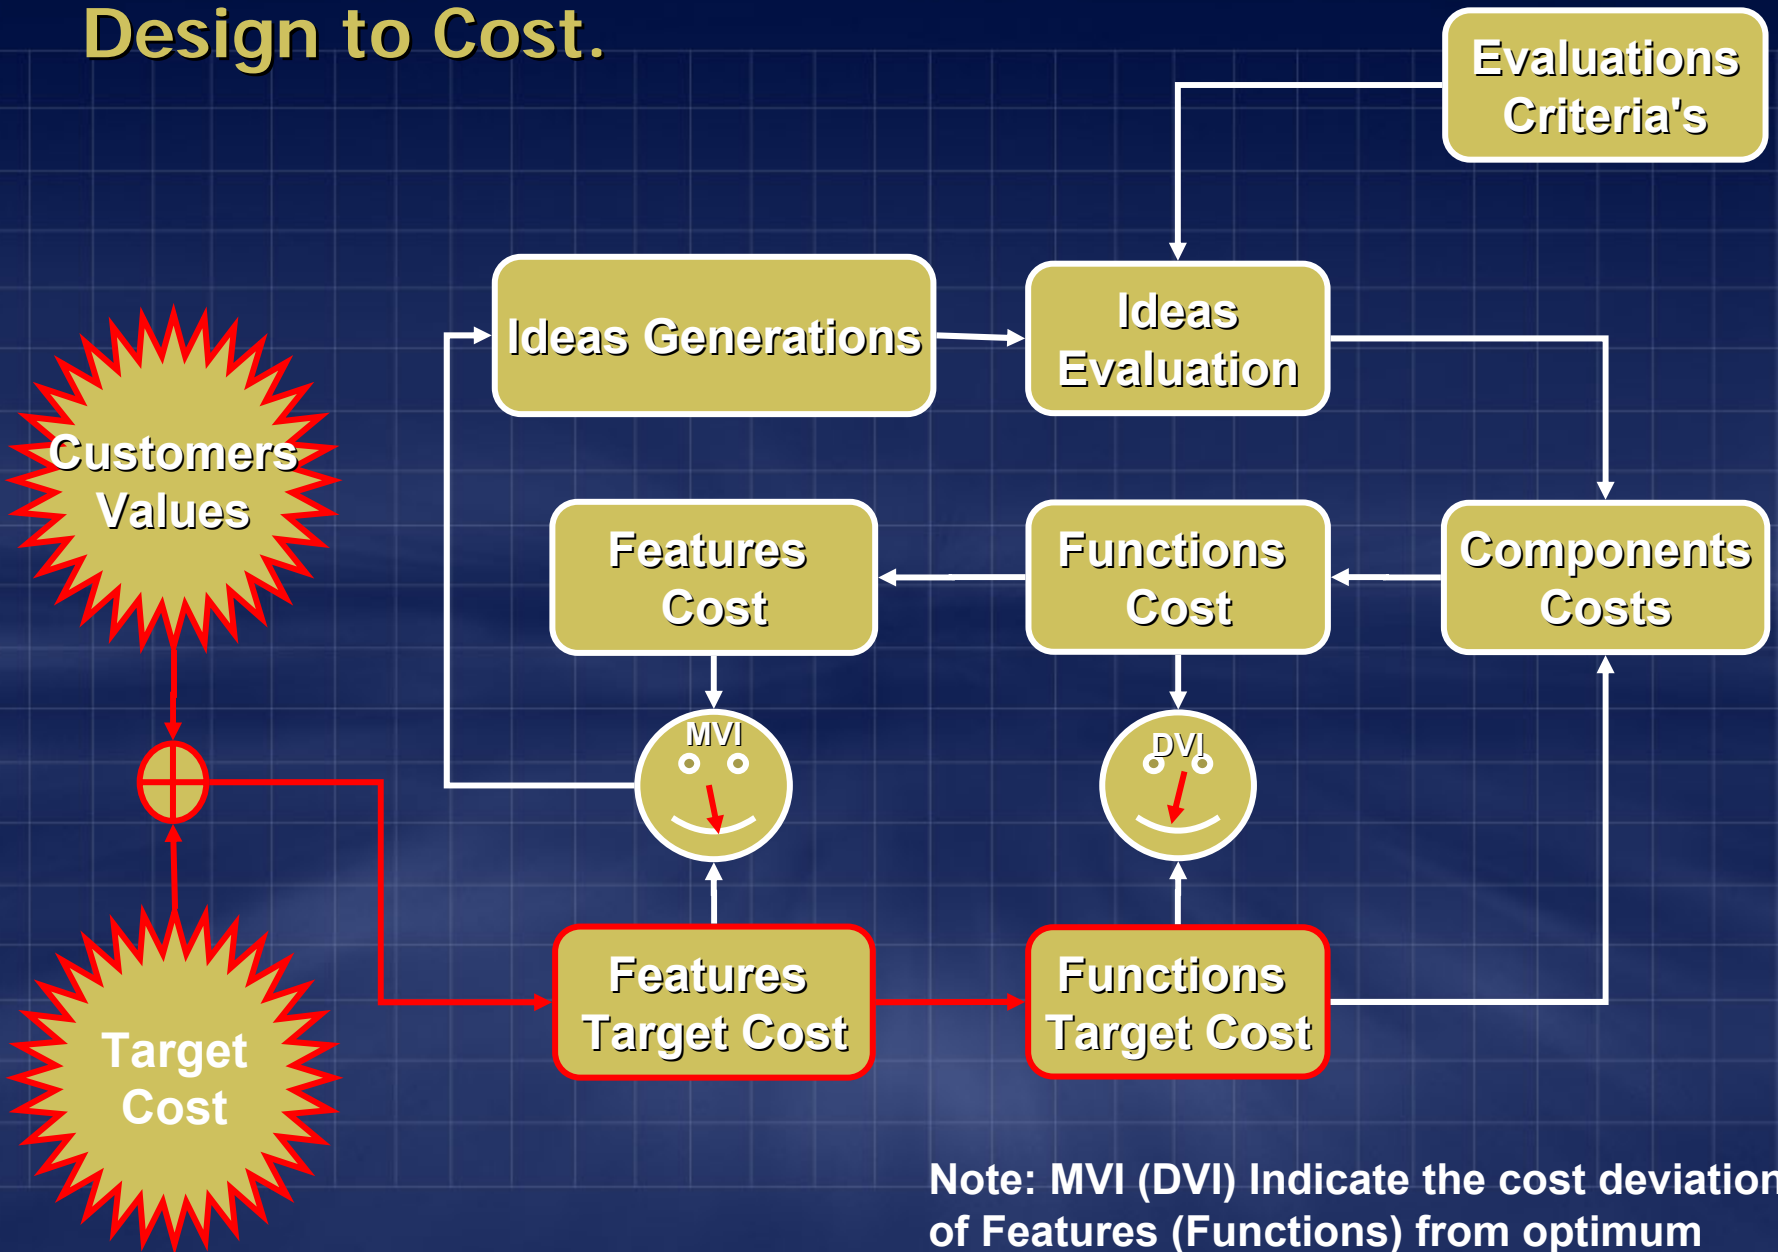 Design to Cost.
Evaluations
Criteria's
Ideas Generations
Ideas
Evaluation
Customers
Values
Features
Cost
Functions
Cost
Components
Costs
MVI
DVI
Features
Target Cost
Functions
Target Cost
Target
Cost
Note: MVI (DVI) Indicate the cost deviation
of Features (Functions) from optimum